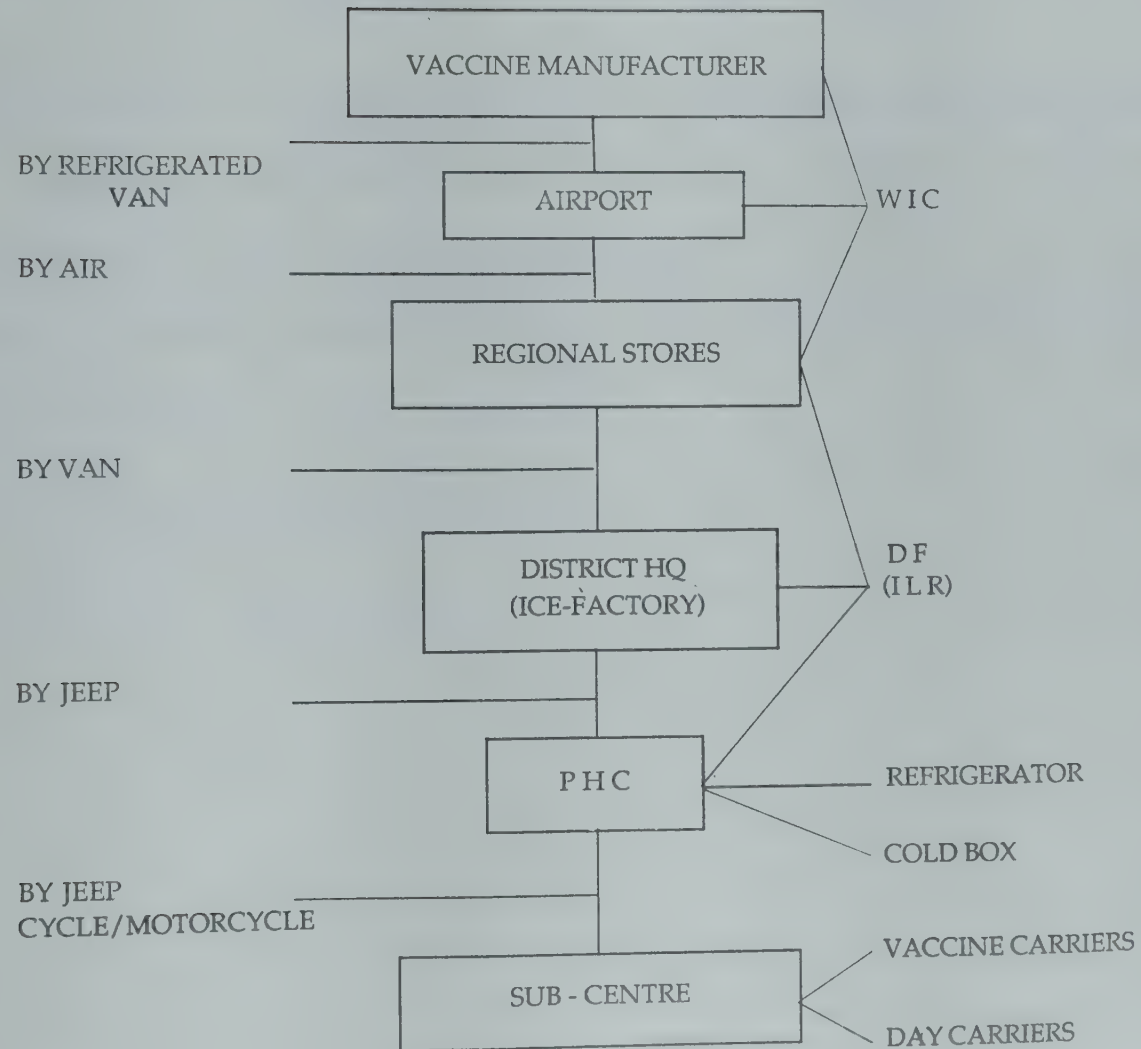 VACCINE MANUFACTURER
BY REFRIGERATED
VAN
AIRPORT
W I C
BY AIR
REGIONAL STORES
BY VAN
DISTRICT HQ
(ICE-FACTORY)
D F
(I L R)
BY JEEP
P H C
REFRIGERATOR
COLD BOX
BY JEEP
CYCLE/MOTORCYCLE
SUB - CENTRE
VACCINE CARRIERS
DAY CARRIERS